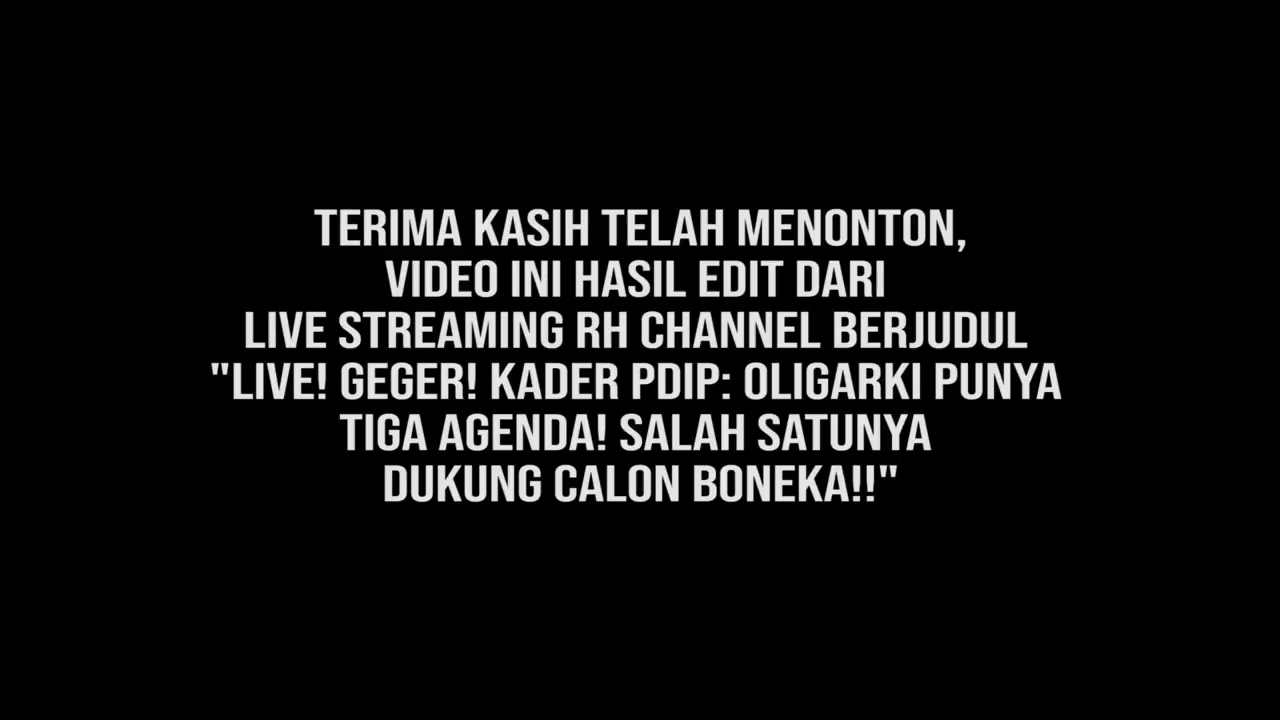 TERIMA KASIH TELAH MENONTON,
VIDEO INI HASIL EDIT DARI
LIVE STREAMING RH CHANNEL BERJUDUL
"LIVE! GEGER! KADER PDIP: OLIGARKI PUNYA
TIGA AGENDA! SALAH SATUNYA
DUKUNG CALON BONEKA!!"